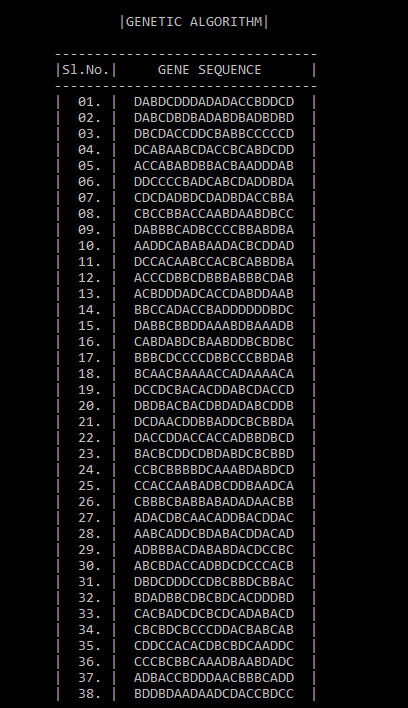 |GENETIC ALGORITHM|
---------------------------------
|Sl.No.| GENE SEQUENCE |
---------------------------------
| 01. | DABDCDDDADADACCBDDCD |
| 02. | DABCDBDBADABDBADBDBD |
| 03. | DBCDACCDDCBABBCCCCCD |
| 04. | DCABAABCDACCBCABDCDD |
| 05. | ACCABABDBBACBAADDDAB |
| 06. | DDCCCCBADCABCDADDBDA |
| 07. | CDCDADBDCDADBDACCBBA |
| 08. | CBCCBBACCAABDAABDBCC |
| 09. | DABBBCADBCCCCBBABDBA |
| 10. | AADDCABABAADACBCDDAD |
| 11. | DCCACAABCCACBCABBDBA |
| 12. | ACCCDBBCDBBBABBBCDAB |
| 13. | ACBDDDADCACCDABDDAAB |
| 14. | BBCCADACCBADDDDDDBDC |
| 15. | DABBCBBDDAAABDBAAADB |
| 16. | CABDABDCBAABDDBCBDBC |
| 17. | BBBCDCCCCDBBCCCBBDAB |
| 18. | BCAACBAAAACCADAAAACA |
| 19. | DCCDCBACACDDABCDACCD |
| 20. | DBDBACBACDBDADABCDDB |
| 21. | DCDAACDDBBADDCBCBBDA |
| 22. | DACCDDACCACCADBBDBCD |
| 23. | BACBCDDCDBDABDCBCBBD |
| 24. | CCBCBBBBDCAAABDABDCD |
| 25. | CCACCAABADBCDDBAADCA |
| 26. | CBBBCBABBABADADAACBB |
| 27. | ADACDBCAACADDBACDDAC |
| 28. | AABCADDCBDABACDDACAD |
| 29. | ADBBBACDABABDACDCCBC |
| 30. | ABCBDACCADBDCDCCCACB |
| 31. | DBDCDDDCCDBCBBDCBBAC |
| 32. | BDADBBCDBCBDCACDDDBD |
| 33. | CACBADCDCBCDCADABACD |
| 34. | CBCBDCBCCCDDACBABCAB |
| 35. | CDDCCACACDBCBDCAADDC |
| 36. | CCCBCBBCAAADBAABDADC |
| 37. | ADBACCBDDDAACBBBCADD |
| 38. | BDDBDAADAADCDACCBDCC |